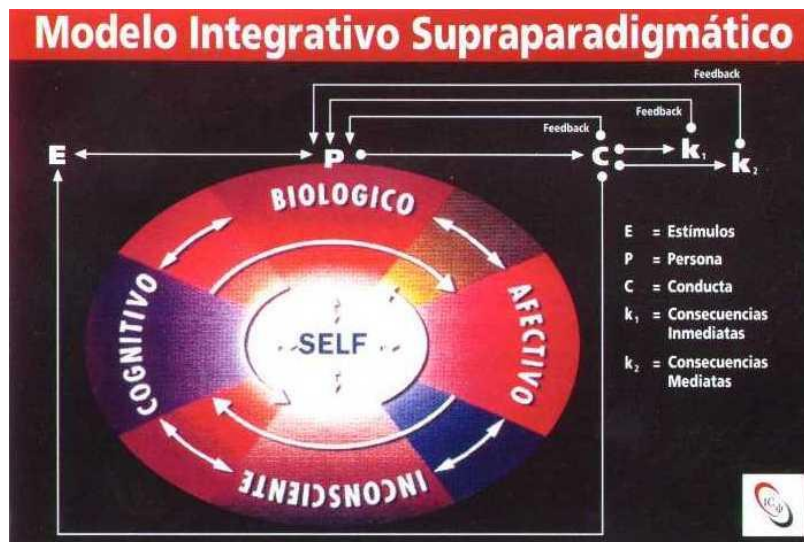 Modelo Integrativo Supraparadigmático
Feedback
Feedback
Feedback
E
P
C
k₁
k₂
BIOLOGICO
COGNITIVO
AFECTIVO
SELF
INCONSCIENTE
E = Estímulos
P = Persona
C = Conducta
k₁ = Consecuencias
Inmediatas
k₂ = Consecuencias
Mediatas